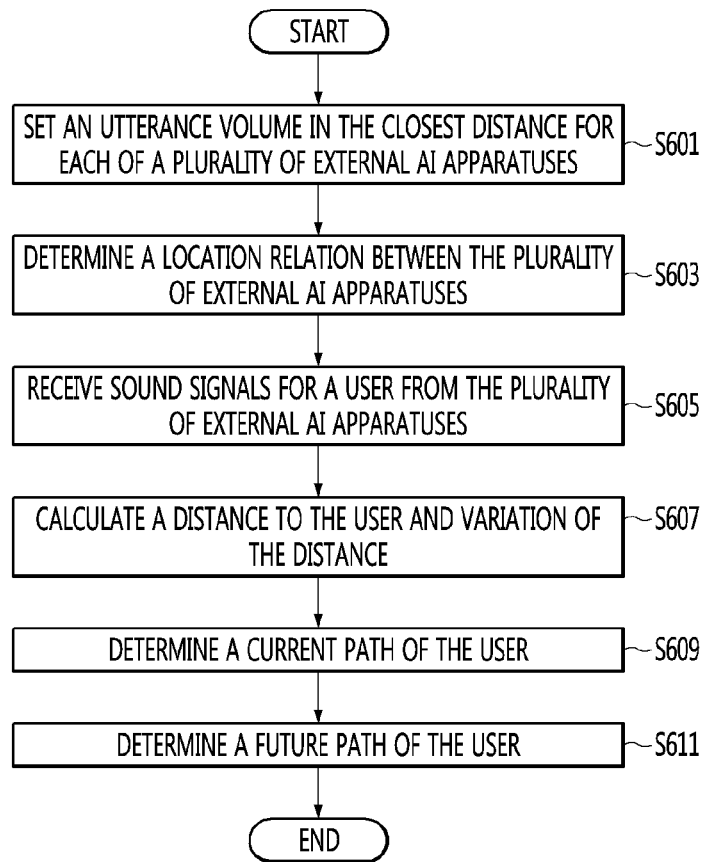 START
SET AN UTTERANCE VOLUME IN THE CLOSEST DISTANCE FOR
EACH OF A PLURALITY OF EXTERNAL AI APPARATUSES
S601
DETERMINE A LOCATION RELATION BETWEEN THE PLURALITY
OF EXTERNAL AI APPARATUSES
S603
RECEIVE SOUND SIGNALS FOR A USER FROM THE PLURALITY
OF EXTERNAL AI APPARATUSES
S605
CALCULATE A DISTANCE TO THE USER AND VARIATION OF
THE DISTANCE
S607
DETERMINE A CURRENT PATH OF THE USER
S609
DETERMINE A FUTURE PATH OF THE USER
S611
END